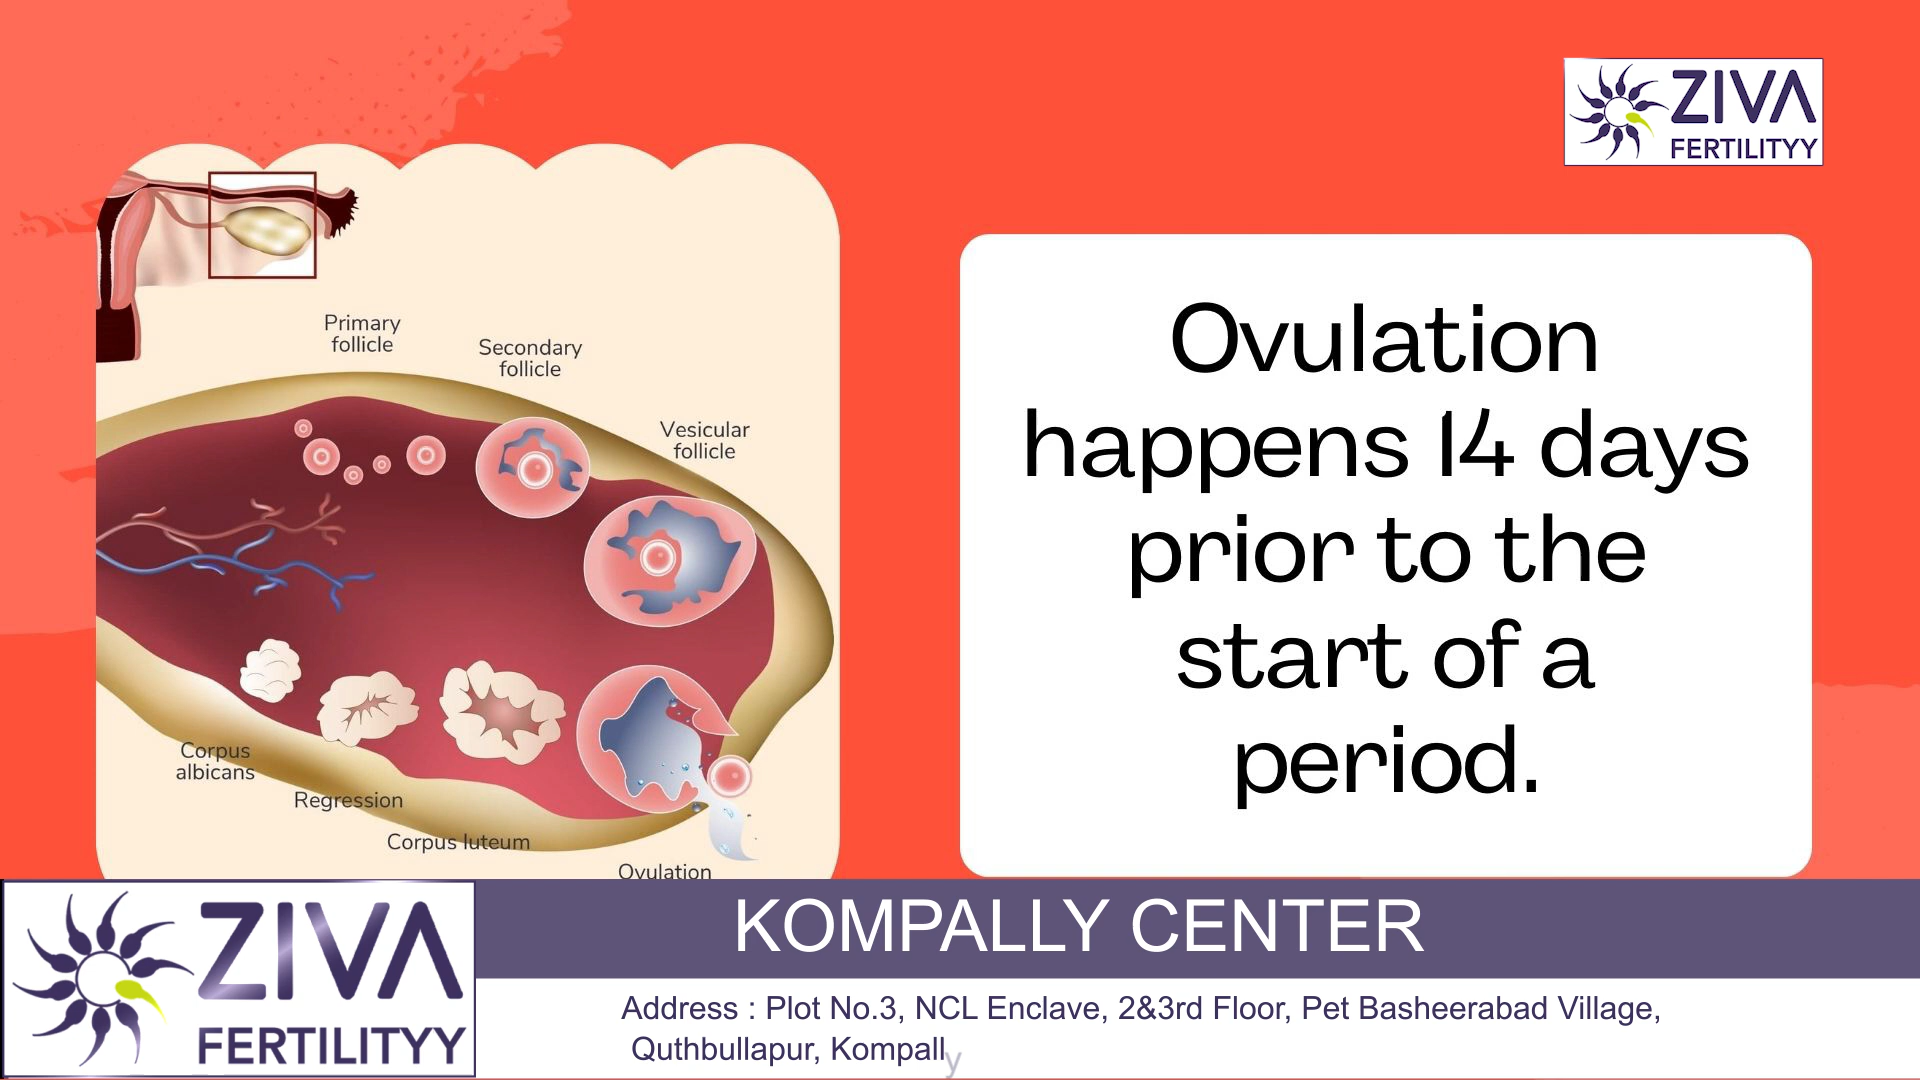 ZIVA
FERTILITYY
Primary
follicle
Secondary
follicle
Vesicular
follicle
Corpus
albicans
Regression
Corpus luteum
Ovulation
Ovulation
happens 14 days
prior to the
start of a
period.
ZIVA
FERTILITYY
KOMPALLY CENTER
Address : Plot No.3, NCL Enclave, 2&3rd Floor, Pet Basheerabad Village,
Quthbullapur, Kompally